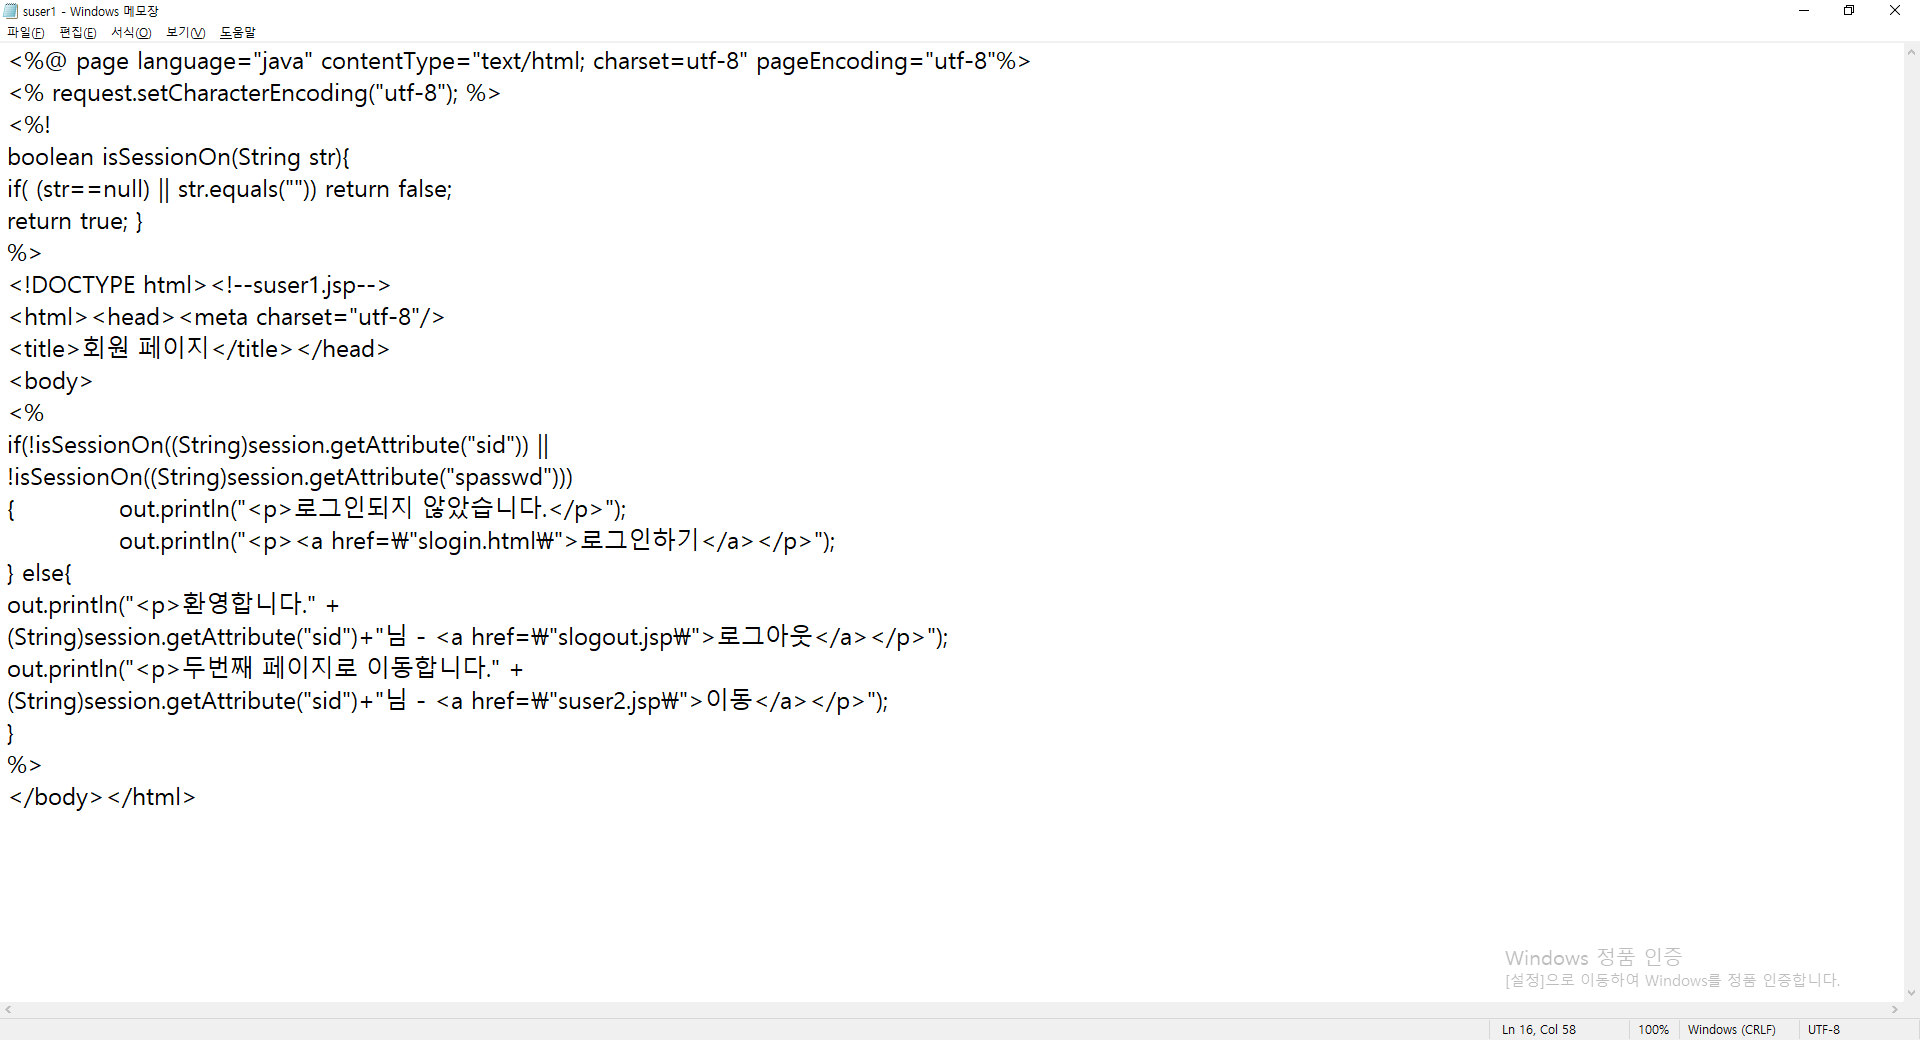 suser1 - Windows 메모장
파일(F) 편집(E) 서식(O) 보기(V) 도움말
<%@ page language="java" contentType="text/html; charset=utf-8" pageEncoding="utf-8"%>
<% request.setCharacterEncoding("utf-8"); %>
<%!
boolean isSessionOn(String str){
if( (str==null) || str.equals("")) return false;
return true; }
%>
<!DOCTYPE html><!--suser1.jsp-->
<html><head><meta charset="utf-8"/>
<title>회원 페이지</title></head>
<body>
<%
if(!isSessionOn((String)session.getAttribute("sid")) ||
!isSessionOn((String)session.getAttribute("spasswd")))
{	out.println("<p>로그인되지 않았습니다.</p>");
	out.println("<p><a href=₩"slogin.html₩">로그인하기</a></p>");
} else{
out.println("<p>환영합니다." +
(String)session.getAttribute("sid")+"님 - <a href=₩"slogout.jsp₩">로그아웃</a></p>");
out.println("<p>두번째 페이지로 이동합니다." +
(String)session.getAttribute("sid")+"님 - <a href=₩"suser2.jsp₩">이동</a></p>");
}
%>
</body></html>
Windows 정품 인증
[설정]으로 이동하여 Windows를 정품 인증합니다.
Ln 16, Col 58 100% Windows (CRLF) UTF-8